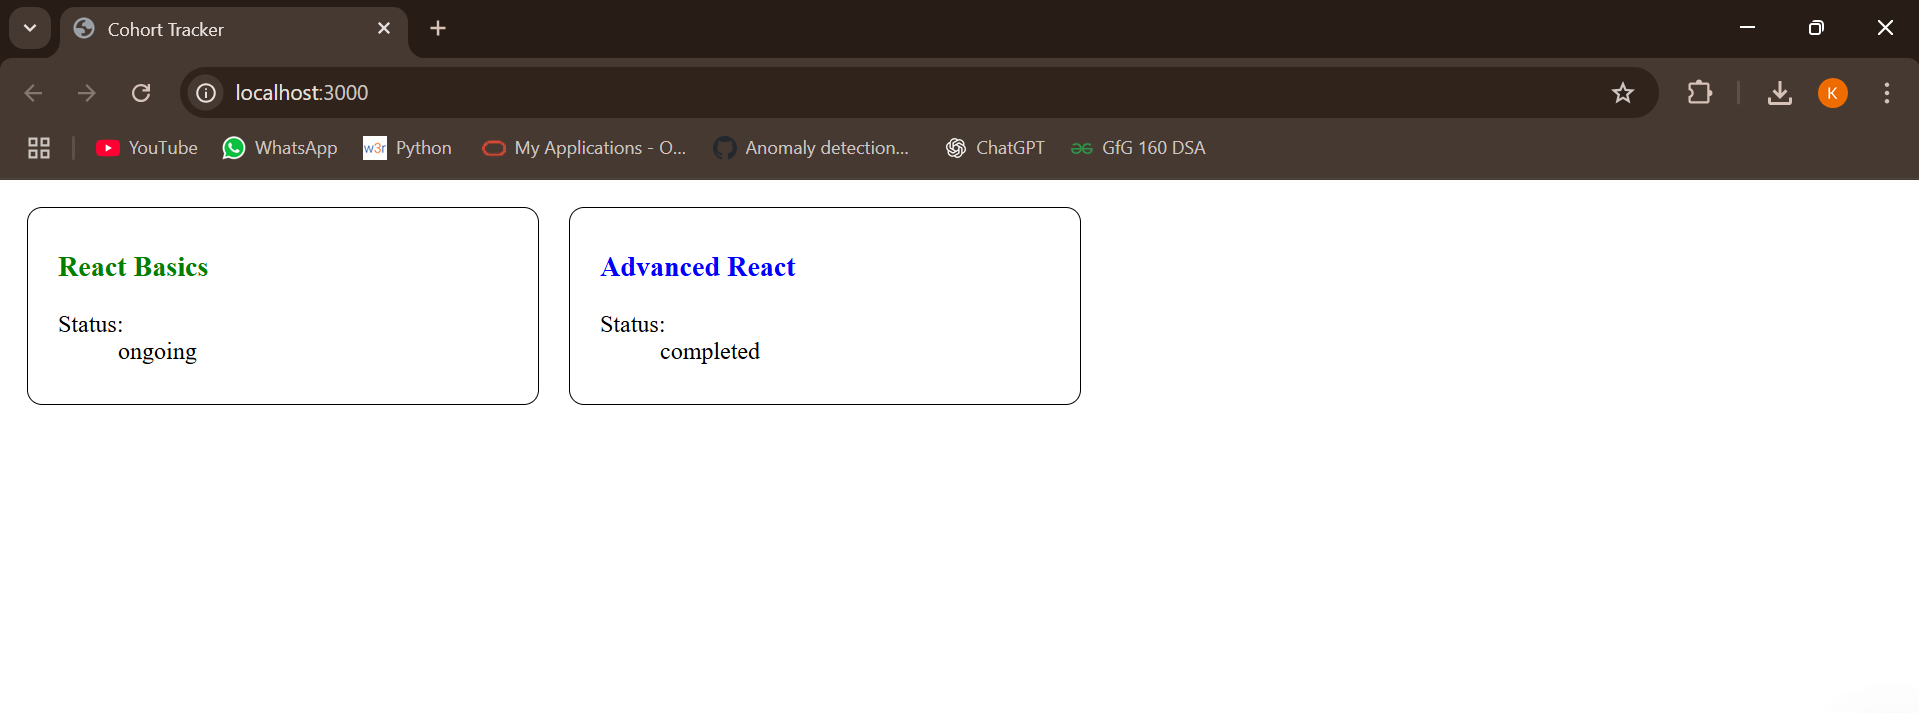 Cohort Tracker
localhost:3000
K
YouTube WhatsApp w3r Python My Applications - O... Anomaly detection... ChatGPT GfG 160 DSA
React Basics
Status:
ongoing
Advanced React
Status:
completed